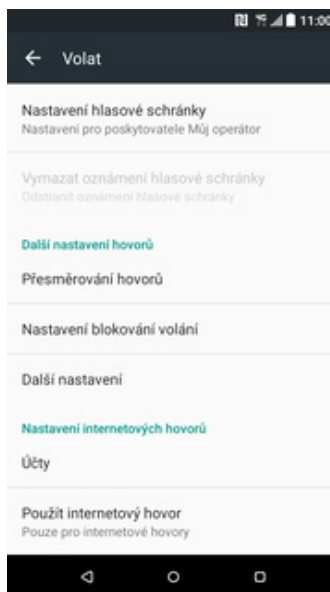 11:00
Volat
Nastavení hlasové schránky
Nastavení pro poskytovatele Můj operátor
Vymazat oznámení hlasové schránky
Odstranit oznámení hlasové schránky
Další nastavení hovorů
Přesměrování hovorů
Nastavení blokování volání
Další nastavení
Nastavení internetových hovorů
Účty
Použít internetový hovor
Pouze pro internetové hovory